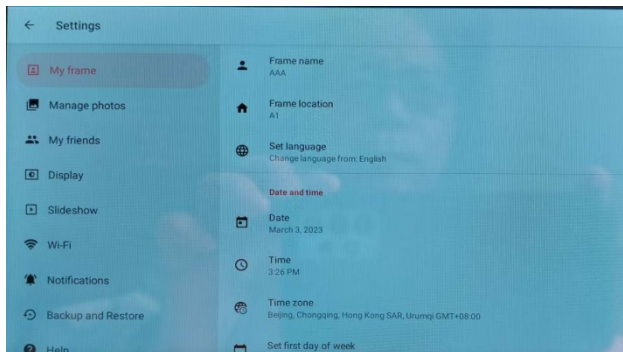 Settings
My frame
Manage photos
My friends
Display
Slideshow
Wi-Fi
Notifications
Backup and Restore
Help
Frame name
AAA
Frame location
A1
Set language
Change language from: English
Date and time
Date
March 3, 2023
Time
3:26 PM
Time zone
Beijing, Chongqing, Hong Kong SAR, Urumqi GMT+08:00
Set first day of week